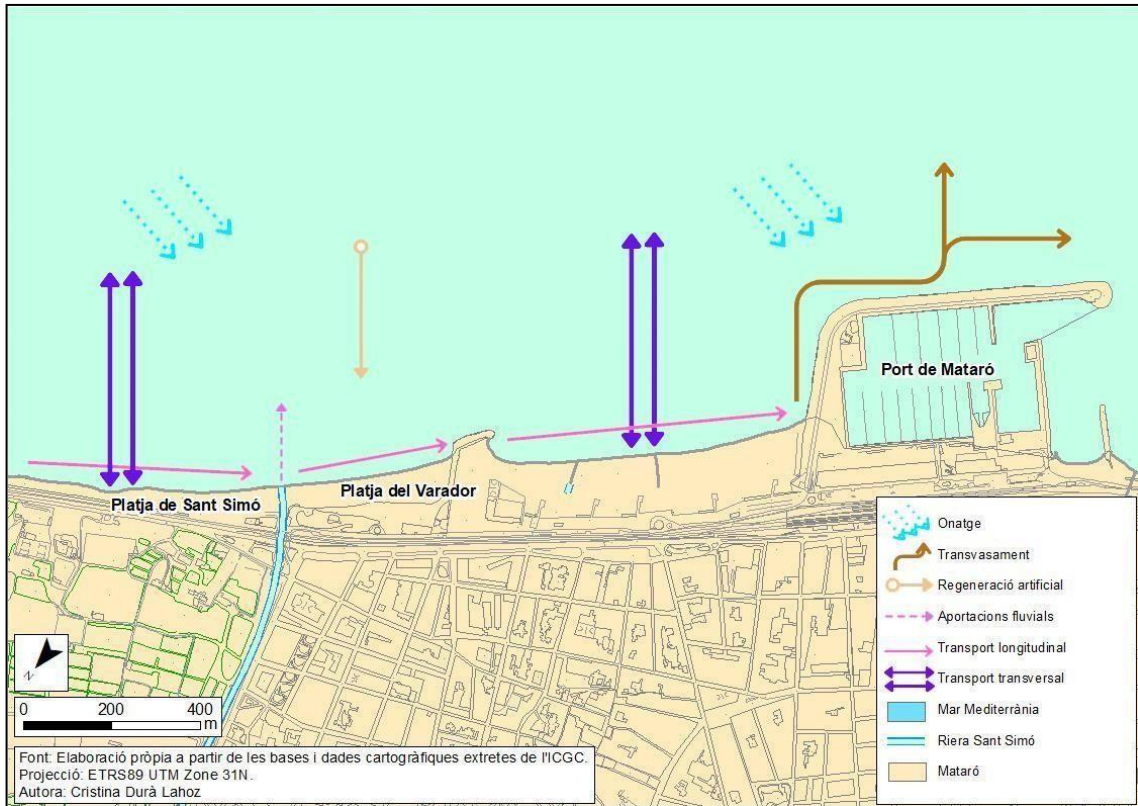 Port de Mataró
Platja del Varador
Platja de Sant Simó
Onatge
Transvasament
Regeneració artificial
Aportacions fluvials
Transport longitudinal
Transport transversal
Mar Mediterrània
Riera Sant Simó
Mataró
N
0 200 400
m
Font: Elaboració pròpia a partir de les bases i dades cartogràfiques extretes de l'ICGC.
Projecció: ETRS89 UTM Zone 31N.
Autora: Cristina Durà Lahoz